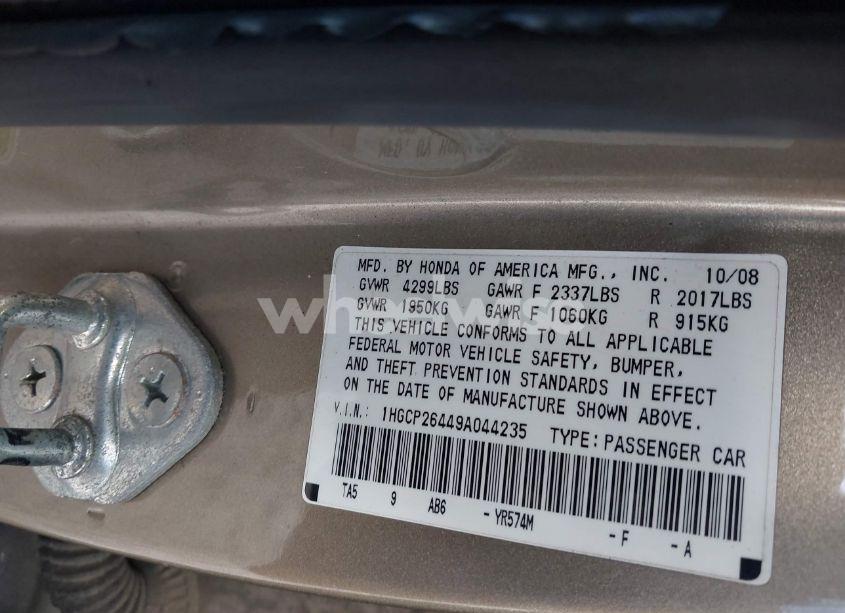 MFD. BY HONDA OF AMERICA MFG., INC. 10/08
GVWR 4299LBS GAWR F 2337LBS R 2017LBS
GVWR 1950KG GAWR F 1060KG R 915KG
THIS VEHICLE CONFORMS TO ALL APPLICABLE
FEDERAL MOTOR VEHICLE SAFETY, BUMPER,
AND THEFT PREVENTION STANDARDS IN EFFECT
ON THE DATE OF MANUFACTURE SHOWN ABOVE.
V.I.N.: 1HGCP26449A044235 TYPE: PASSENGER CAR
TA5 9 AB6 -YR574M -F -A